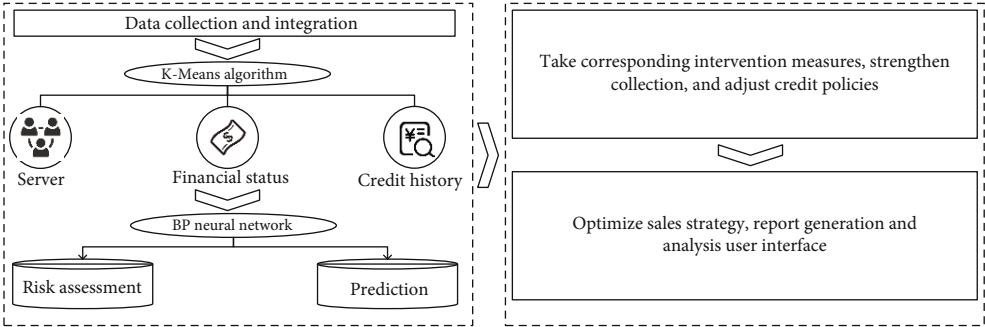 Data collection and integration
K-Means algorithm
¥
$
Server
Financial status
Credit history
BP neural network
Risk assessment
Prediction
Take corresponding intervention measures, strengthen
collection, and adjust credit policies
Optimize sales strategy, report generation and
analysis user interface